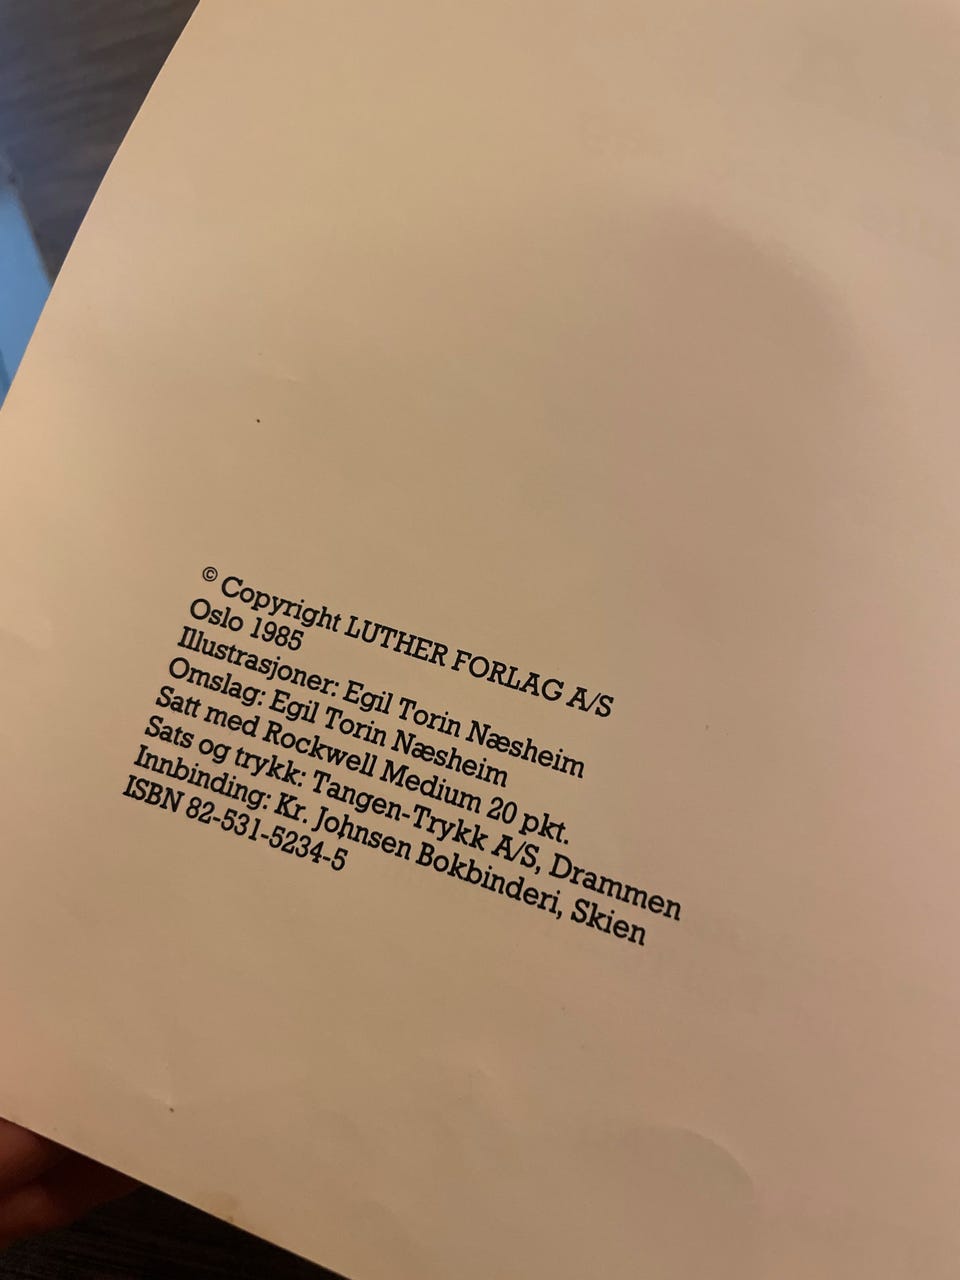 © Copyright LUTHER FORLAG A/S
Oslo 1985
Illustrasjoner: Egil Torin Næsheim
Omslag: Egil Torin Næsheim
Satt med Rockwell Medium 20 pkt.
Sats og trykk: Tangen-Trykk A/S, Drammen
Innbinding: Kr. Johnsen Bokbinderi, Skien
ISBN 82-531-5234-5